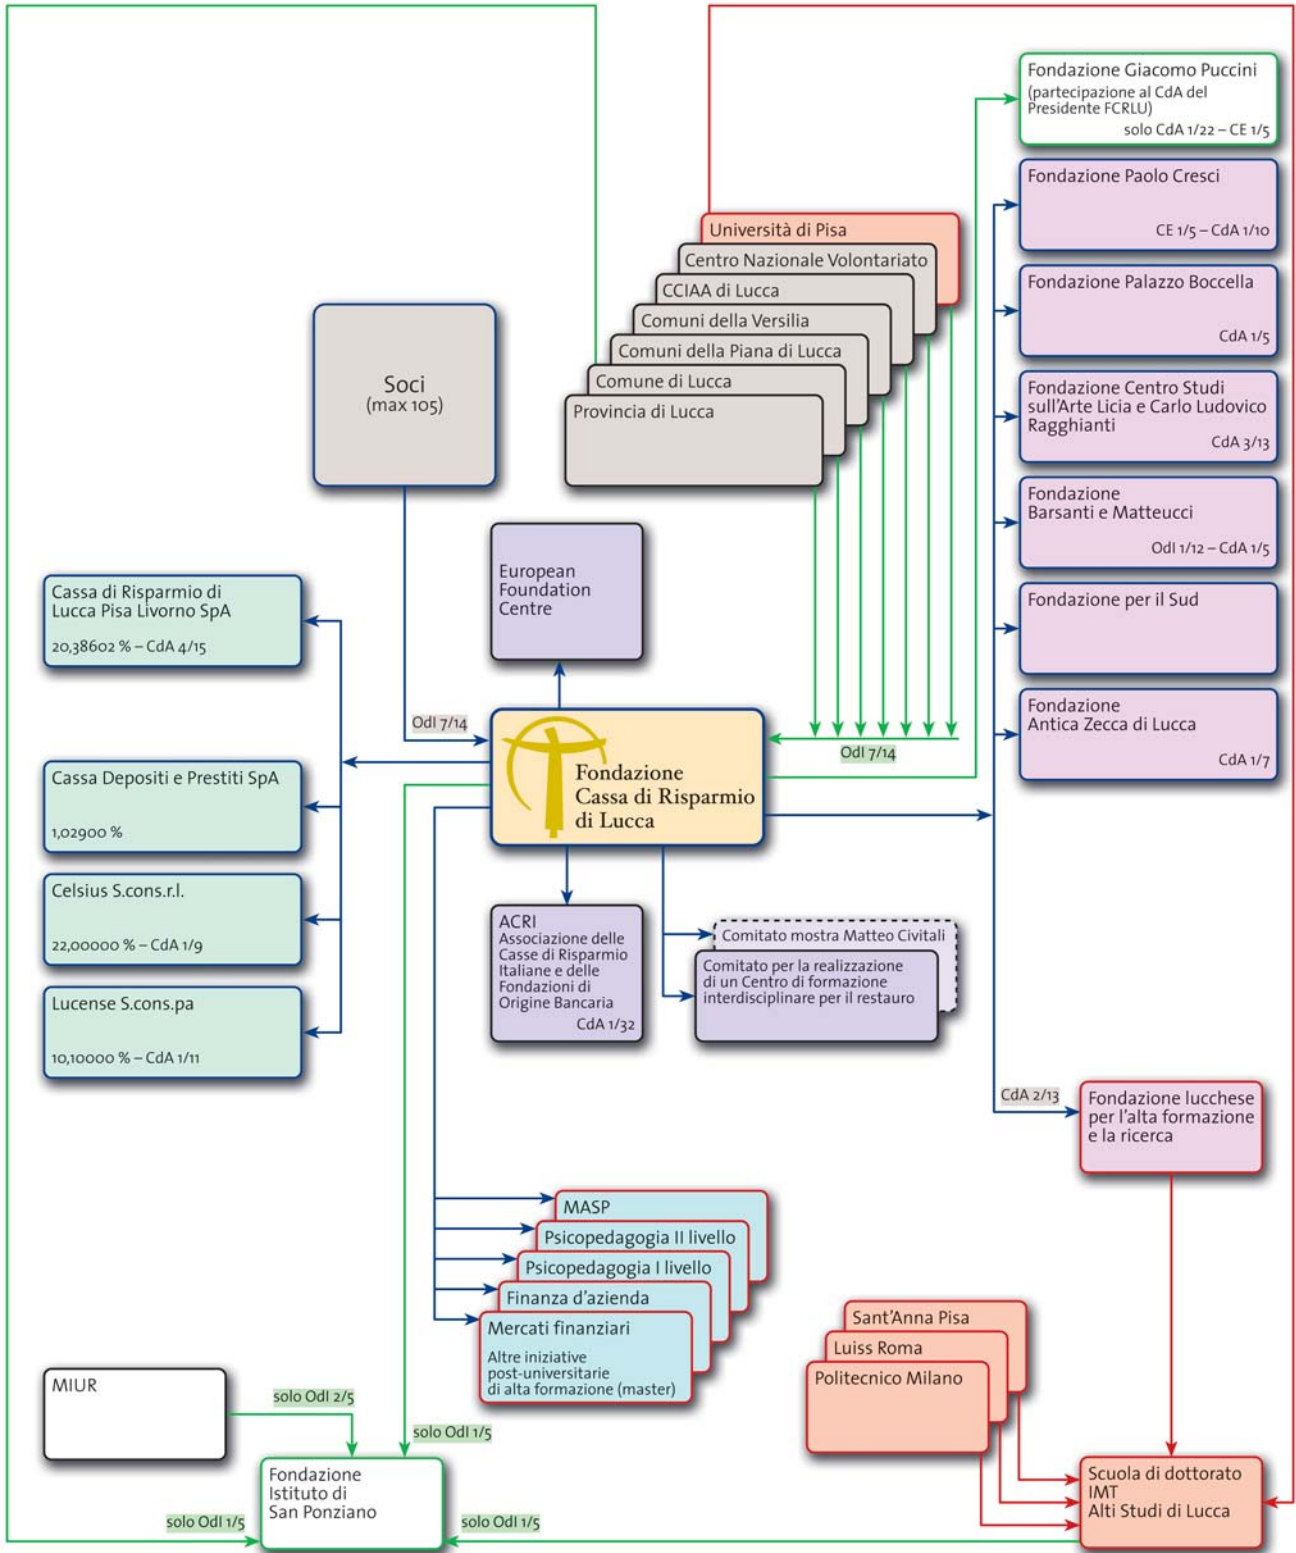 Fondazione Giacomo Puccini
(partecipazione al CdA del
Presidente FCRLU)
solo CdA 1/22 – CE 1/5
Fondazione Paolo Cresci
CE 1/5 – CdA 1/10
Fondazione Palazzo Boccella
CdA 1/5
Fondazione Centro Studi
sull'Arte Licia e Carlo Ludovico
Ragghianti
CdA 3/13
Fondazione
Barsanti e Matteucci
OdI 1/12 – CdA 1/5
Fondazione per il Sud
Fondazione
Antica Zecca di Lucca
CdA 1/7
Università di Pisa
Centro Nazionale Volontariato
CCIAA di Lucca
Comuni della Versilia
Comuni della Piana di Lucca
Comune di Lucca
Provincia di Lucca
Soci
(max 105)
European
Foundation
Centre
Cassa di Risparmio di
Lucca Pisa Livorno SpA
20,38602 % – CdA 4/15
OdI 7/14
OdI 7/14
Fondazione
Cassa di Risparmio
di Lucca
Cassa Depositi e Prestiti SpA
1,02900 %
Celsius S.cons.r.l.
22,00000 % – CdA 1/9
Lucense S.cons.pa
10,10000 % – CdA 1/11
ACRI
Associazione delle
Casse di Risparmio
Italiane e delle
Fondazioni di
Origine Bancaria
CdA 1/32
Comitato mostra Matteo Civitali
Comitato per la realizzazione
di un Centro di formazione
interdisciplinare per il restauro
CdA 2/13
Fondazione lucchese
per l'alta formazione
e la ricerca
MASP
Psicopedagogia II livello
Psicopedagogia I livello
Finanza d'azienda
Mercati finanziari
Altre iniziative
post-universitarie
di alta formazione (master)
Sant'Anna Pisa
Luiss Roma
Politecnico Milano
MIUR
solo OdI 2/5
solo OdI 1/5
Fondazione
Istituto di
San Ponziano
solo OdI 1/5
solo OdI 1/5
Scuola di dottorato
IMT
Alti Studi di Lucca